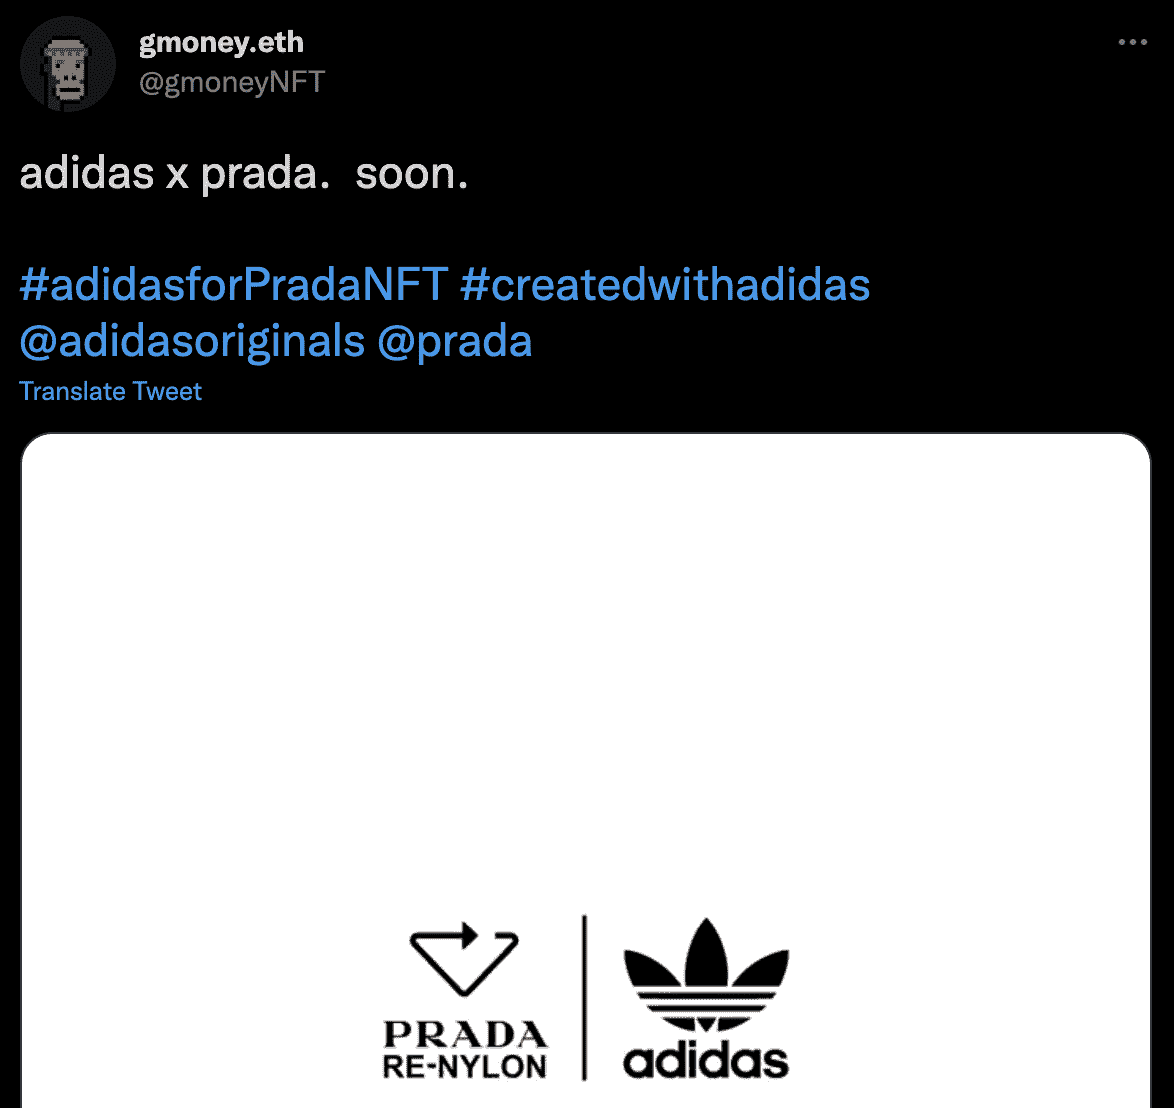 gmoney.eth
@gmoneyNFT
adidas x prada.  soon.
#adidasforPradaNFT #createdwithadidas
@adidasoriginals @prada
Translate Tweet
PRADA
RE-NYLON
adidas